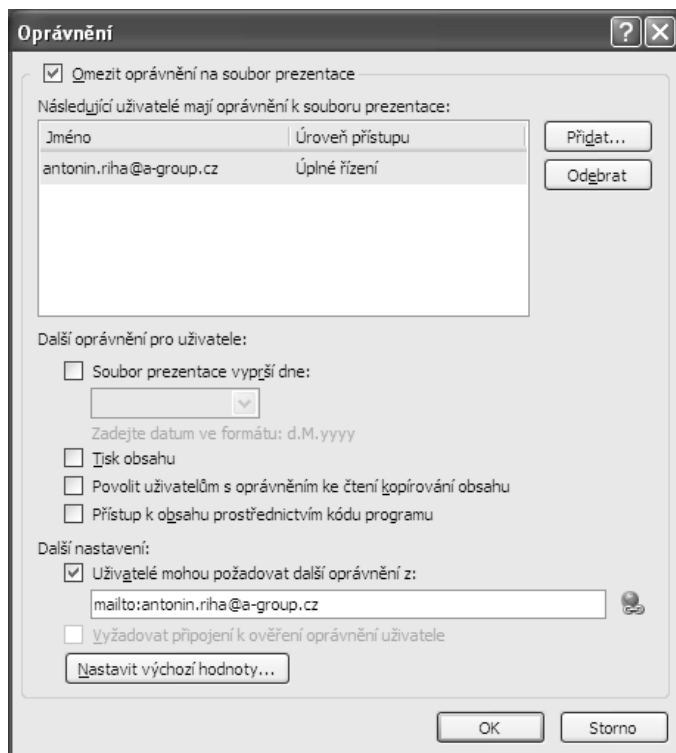 Oprávnění
Omezit oprávnění na soubor prezentace
Následující uživatelé mají oprávnění k souboru prezentace:
Jméno Úroveň přístupu
antonin.riha@a-group.cz Úplné řízení
Přidat...
Odebrat
Další oprávnění pro uživatele:
Soubor prezentace vyprší dne:
Zadejte datum ve formátu: d.M.yyyy
Tisk obsahu
Povolit uživatelům s oprávněním ke čtení kopírování obsahu
Přístup k obsahu prostřednictvím kódu programu
Další nastavení:
Uživatelé mohou požadovat další oprávnění z:
mailto:antonin.riha@a-group.cz
Vyžadovat připojení k ověření oprávnění uživatele
Nastavit výchozí hodnoty...
OK Storno